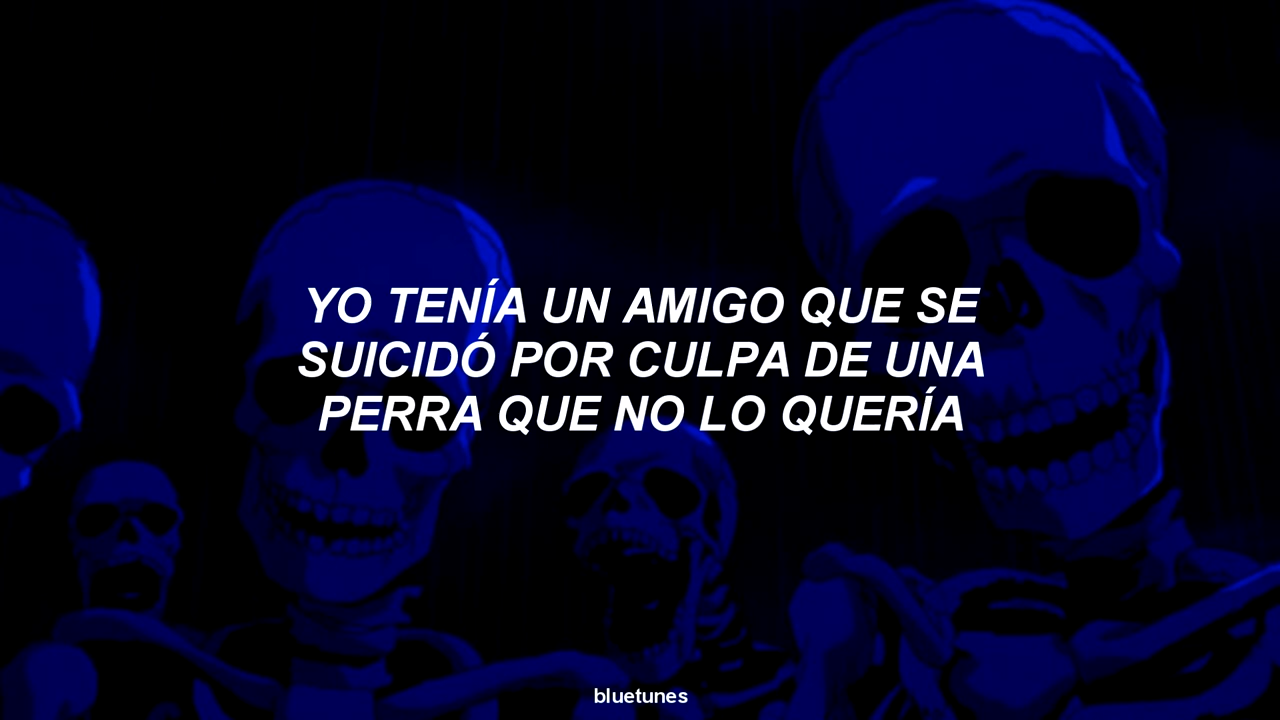 YO TENÍA UN AMIGO QUE SE
SUICIDÓ POR CULPA DE UNA
PERRA QUE NO LO QUERÍA
bluetunes